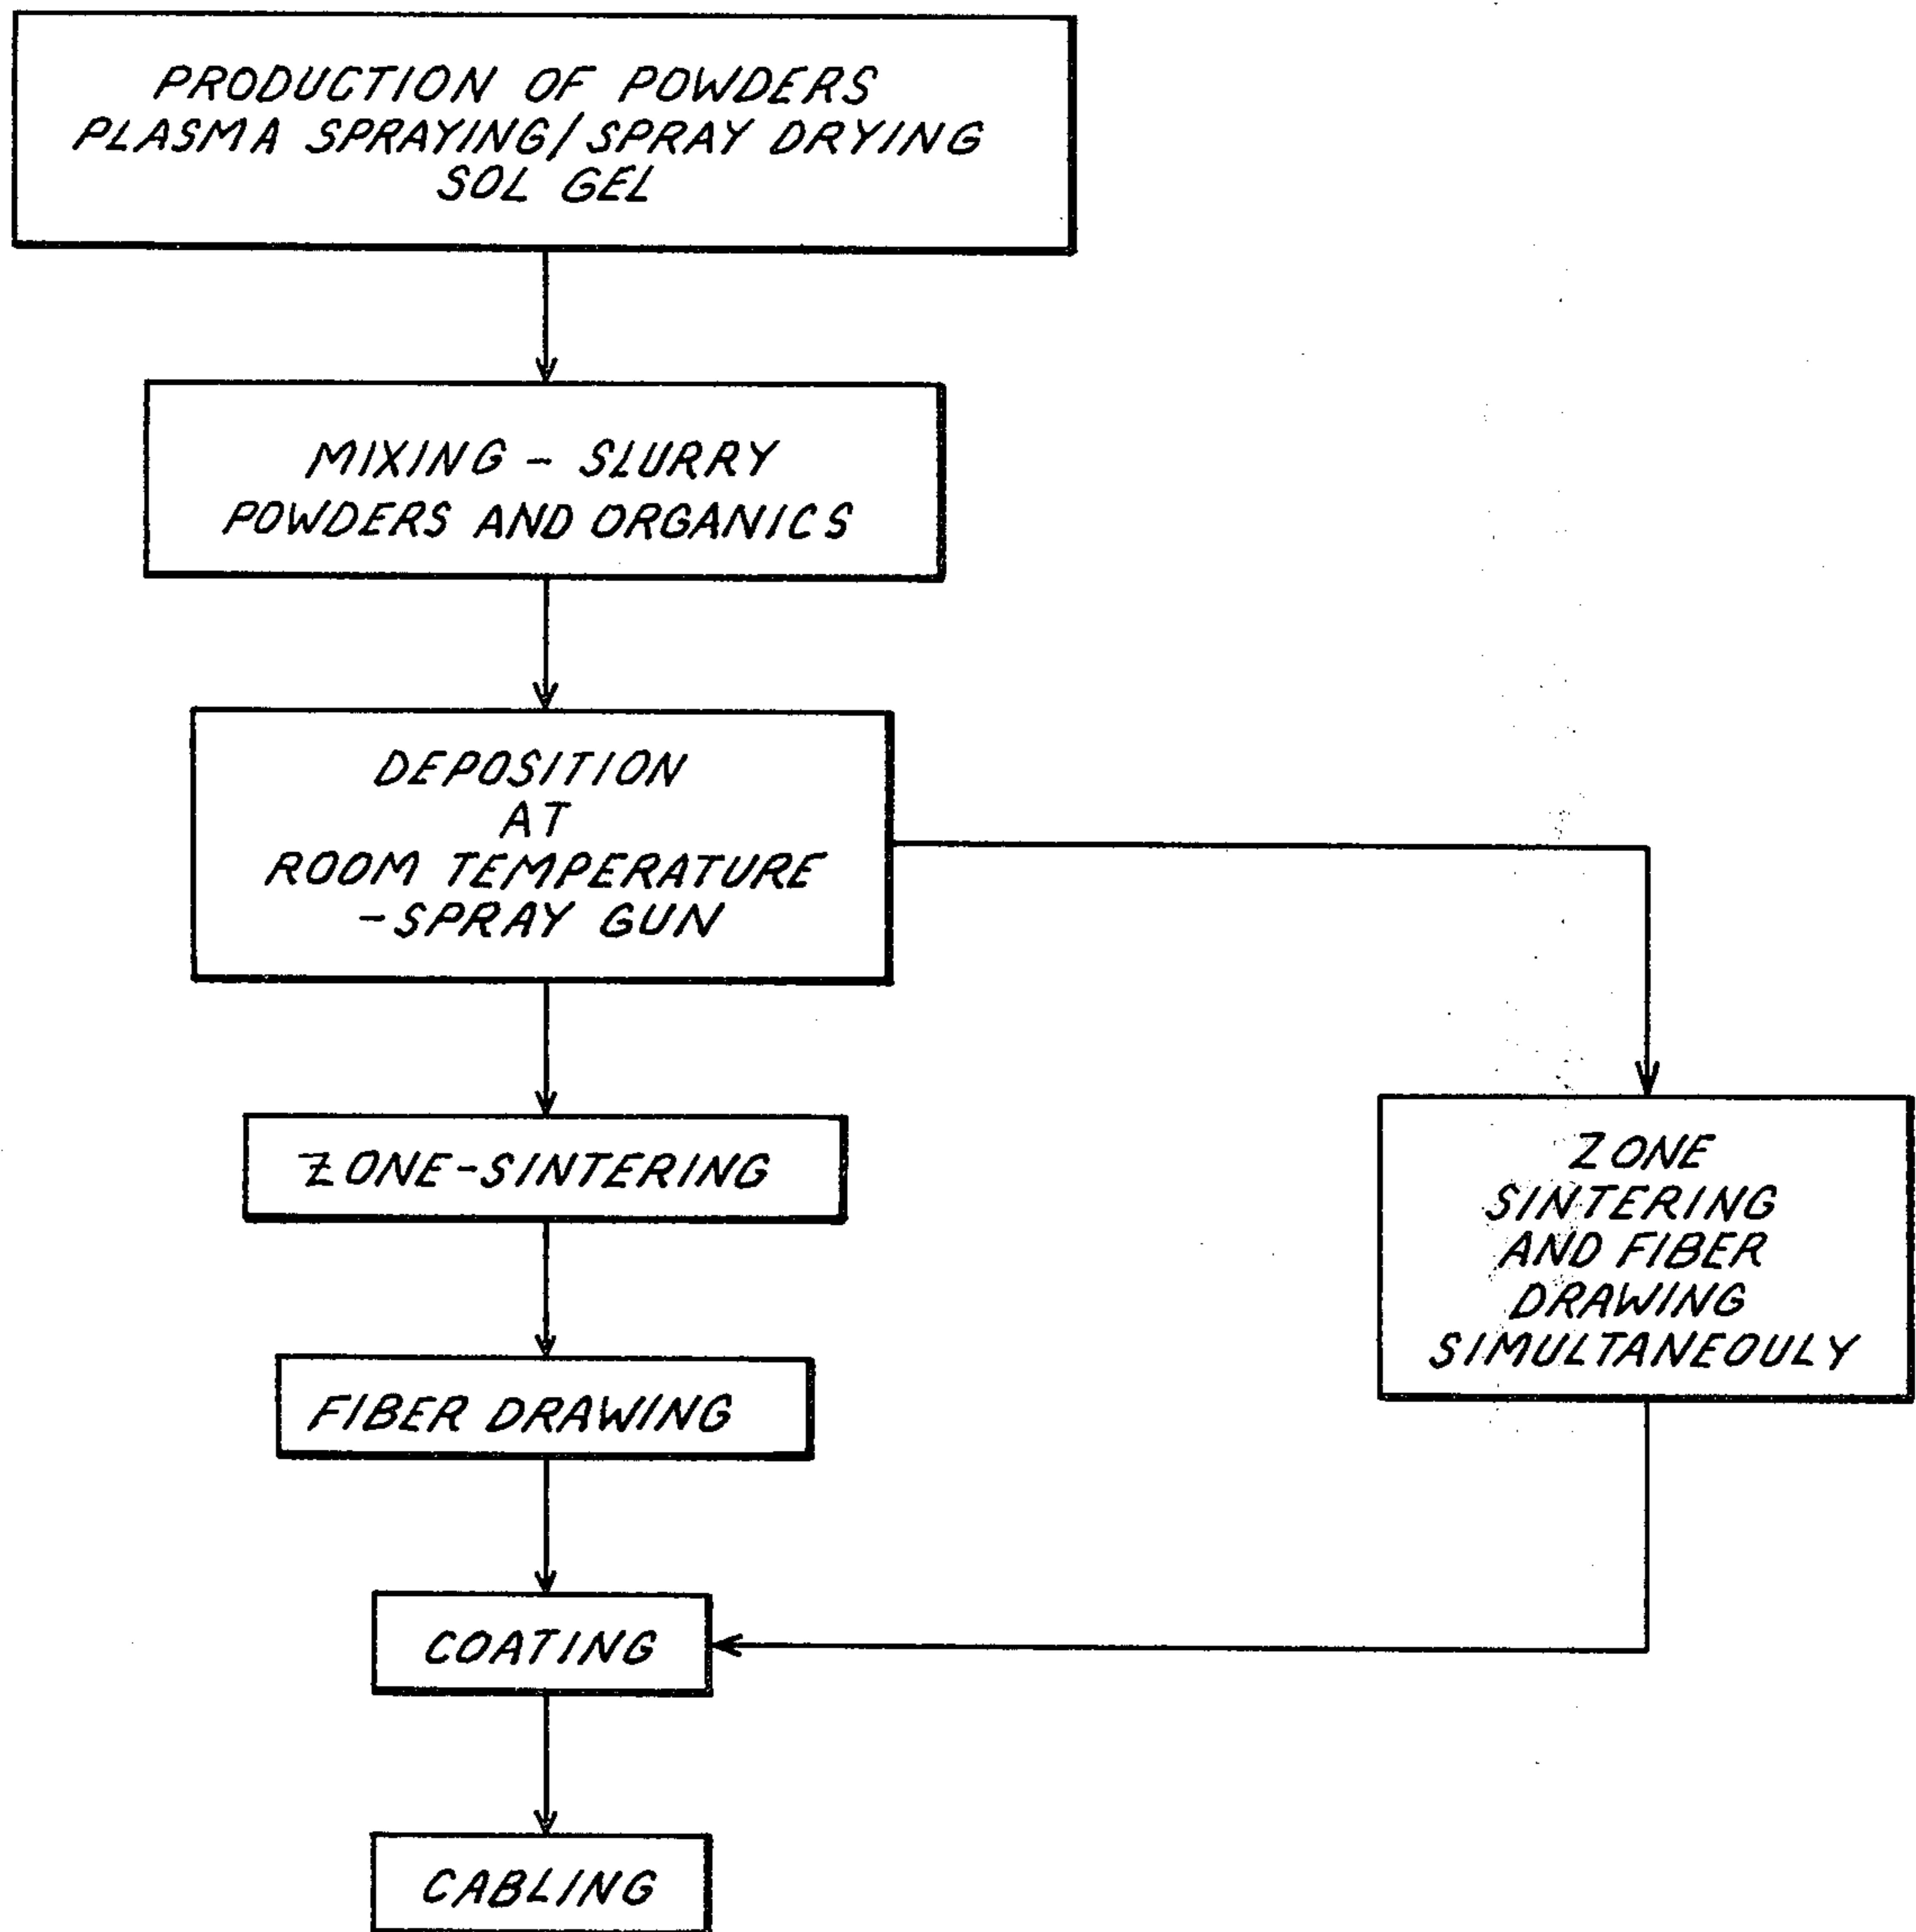 PRODUCTION OF POWDERS
PLASMA SPRAYING/SPRAY DRYING
SOL GEL
MIXING - SLURRY
POWDERS AND ORGANICS
DEPOSITION
AT
ROOM TEMPERATURE
-SPRAY GUN
ZONE-SINTERING
FIBER DRAWING
COATING
CABLING
ZONE
SINTERING
AND FIBER
DRAWING
SIMULTANEOULY